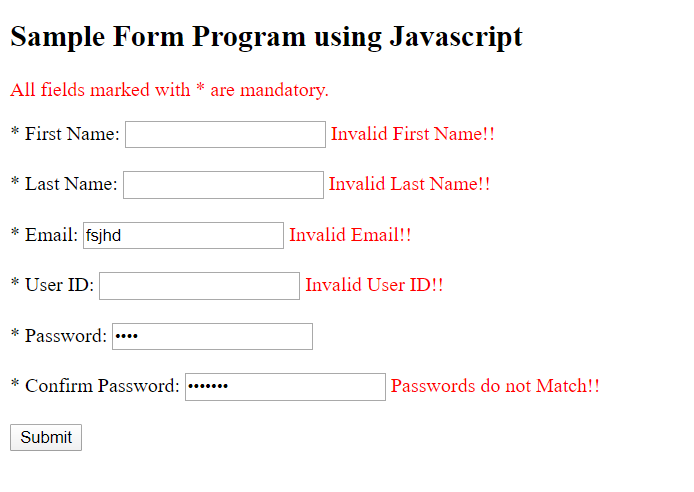 Sample Form Program using Javascript
All fields marked with * are mandatory.
* First Name: Invalid First Name!!
* Last Name: Invalid Last Name!!
* Email: fsjhd Invalid Email!!
* User ID: Invalid User ID!!
* Password: ••••
* Confirm Password: ••••••• Passwords do not Match!!
Submit